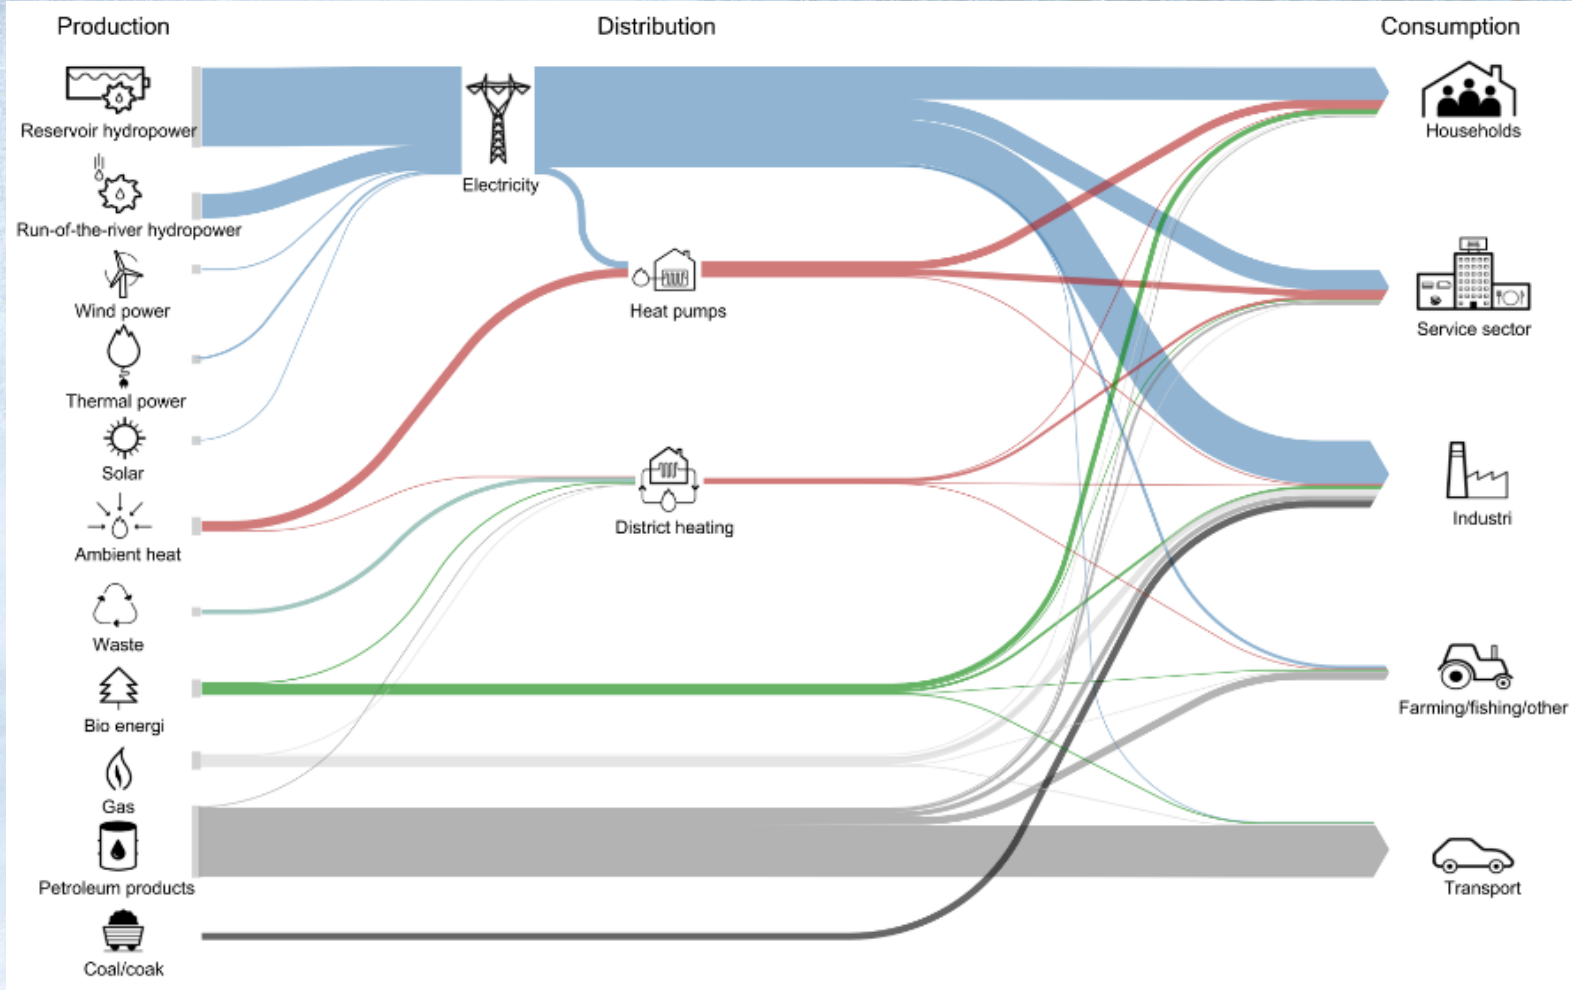 Production
Distribution
Consumption
Reservoir hydropower
Run-of-the-river hydropower
Wind power
Thermal power
Solar
Ambient heat
Waste
Bio energi
Gas
Petroleum products
Coal/coak
Electricity
Heat pumps
District heating
Households
Service sector
Industri
Farming/fishing/other
Transport